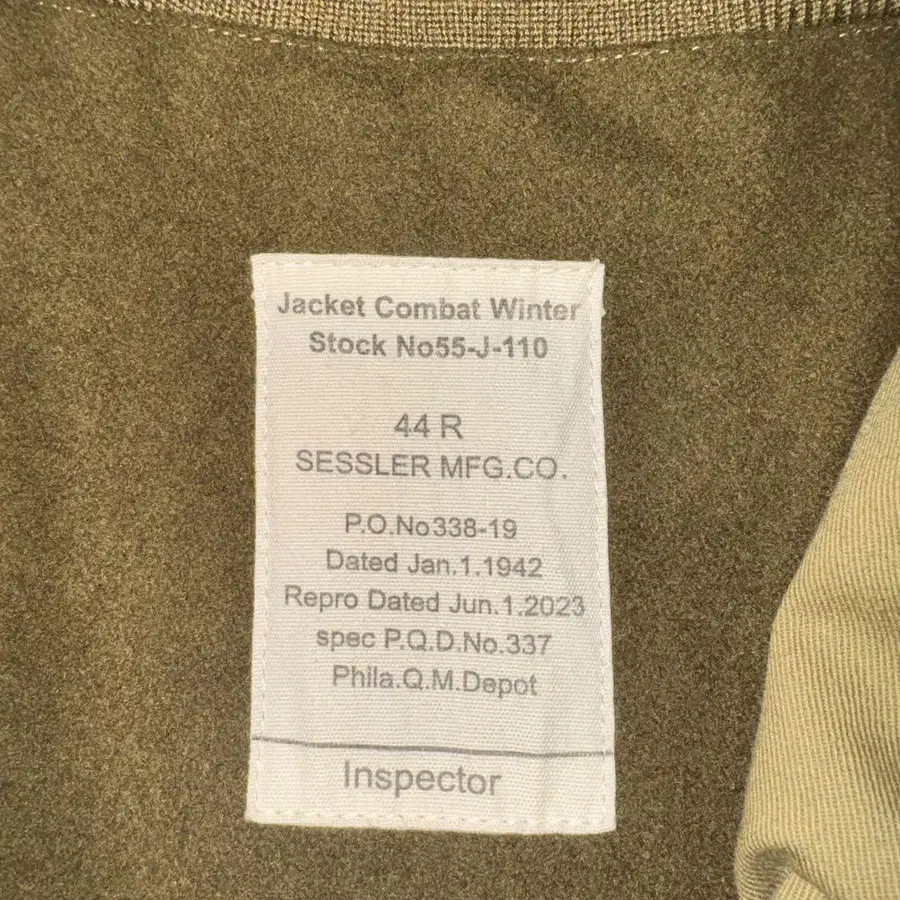 Jacket Combat Winter
Stock No55-J-110
44 R
SESSLER MFG.CO.
P.O.No338-19
Dated Jan.1.1942
Repro Dated Jun.1.2023
spec P.Q.D.No.337
Phila.Q.M.Depot
Inspector